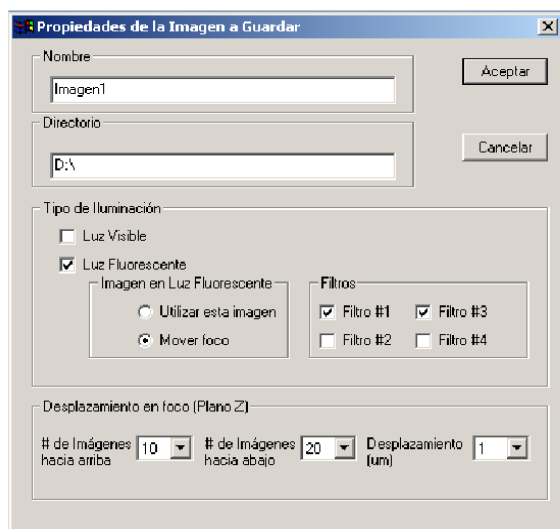 Propiedades de la Imagen a Guardar
Nombre
Imagen1
Aceptar
Directorio
D:\
Cancelar
Tipo de Iluminación
Luz Visible
Luz Fluorescente
Imagen en Luz Fluorescente
Utilizar esta imagen
Mover foco
Filtros
Filtro #1 Filtro #3
Filtro #2 Filtro #4
Desplazamiento en foco (Plano Z)
# de Imágenes hacia arriba 10
# de Imágenes hacia abajo 20
Desplazamiento (um) 1